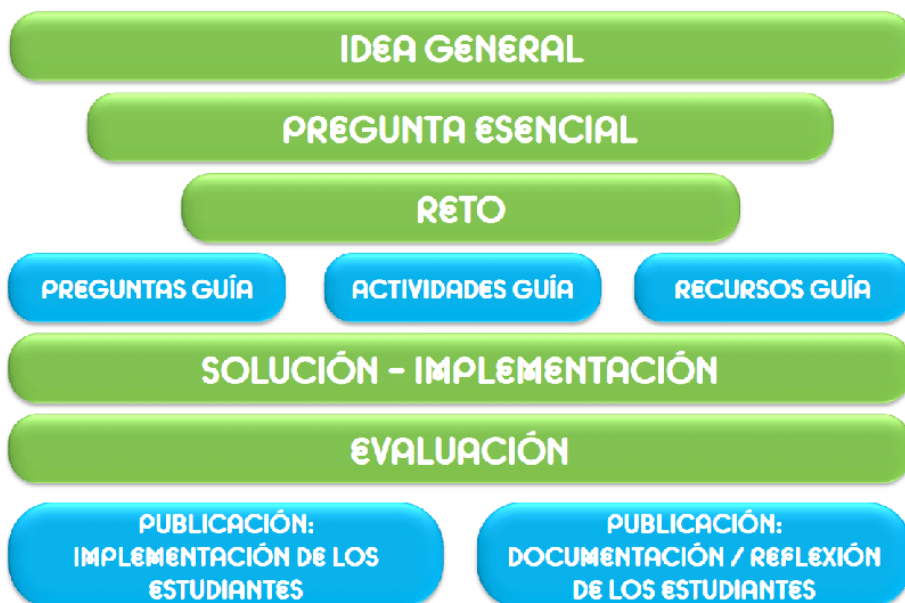 IDEA GENERAL
PREGUNTA ESENCIAL
RETO
PREGUNTAS GUÍA
ACTIVIDADES GUÍA
RECURSOS GUÍA
SOLUCIÓN - IMPLEMENTACIÓN
EVALUACIÓN
PUBLICACIÓN:
IMPLEMENTACIÓN DE LOS
ESTUDIANTES
PUBLICACIÓN:
DOCUMENTACIÓN / REFLEXIÓN
DE LOS ESTUDIANTES